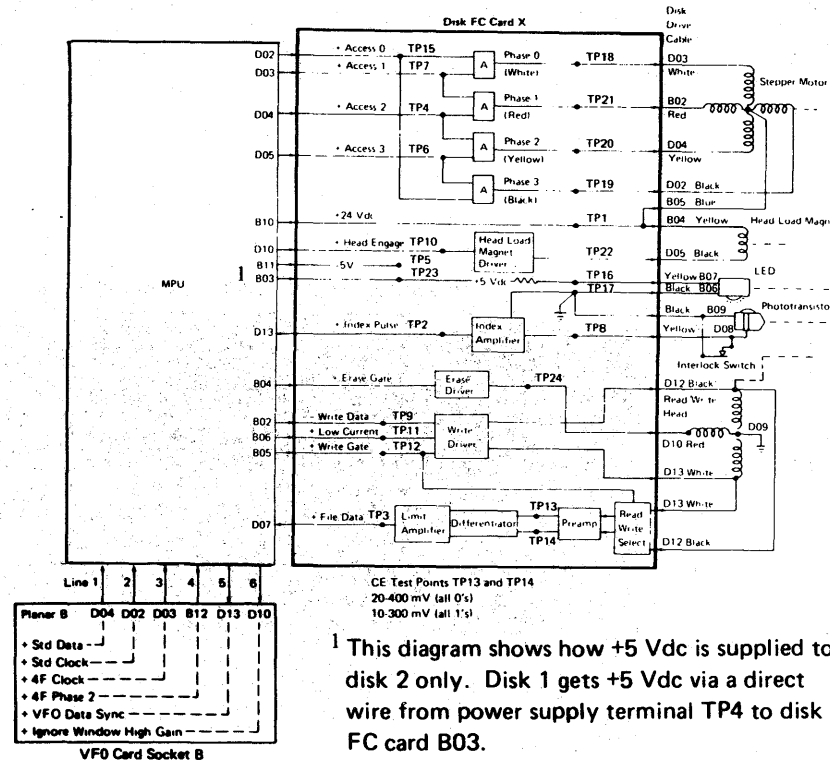 Disk FC Card X
Disk
Drive
Cable
D02 + Access 0 TP15 Phase 0 TP18 D03
D03 + Access 1 TP7 A (White) White
Stepper Motor
D04 + Access 2 TP4 A Phase 1 TP21 B02
(Red) Red
D05 + Access 3 TP6 A Phase 2 TP20 D04
(Yellow) Yellow
A Phase 3 TP19 D02 Black
(Black) B05 Blue
B10 +24 Vdc TP1 B04 Yellow Head Load Magn
D10 + Head Engage TP10 Head Load Magnet Driver TP22 D05 Black
B11 -5V TP5
1 B03 TP23 +5 Vdc TP16 Yellow B07 LED
TP17 Black B06
MPU
Black B09 Phototransisto
D13 + Index Pulse TP2 Index Amplifier TP8 Yellow D08
Interlock Switch
B04 + Erase Gate Erase Driver TP24 D12 Black
Read Write
Head
B02 - Write Data TP9 D09
B06 + Low Current TP11 Write Driver D10 Red
B05 + Write Gate TP12 D13 White
D13 White
D07 + File Data TP3 Limit Amplifier Differentiator TP13 Preamp Read Write Select
TP14 D12 Black
CE Test Points TP13 and TP14
20-400 mV (all 0's)
10-300 mV (all 1's)
Line 1 2 3 4 5 6
Planar B D04 D02 D03 B12 D13 D10
+ Std Data
+ Std Clock
+ 4F Clock
+ 4F Phase 2
+ VFO Data Sync
+ Ignore Window High Gain
VFO Card Socket B
1 This diagram shows how +5 Vdc is supplied to
disk 2 only. Disk 1 gets +5 Vdc via a direct
wire from power supply terminal TP4 to disk
FC card B03.